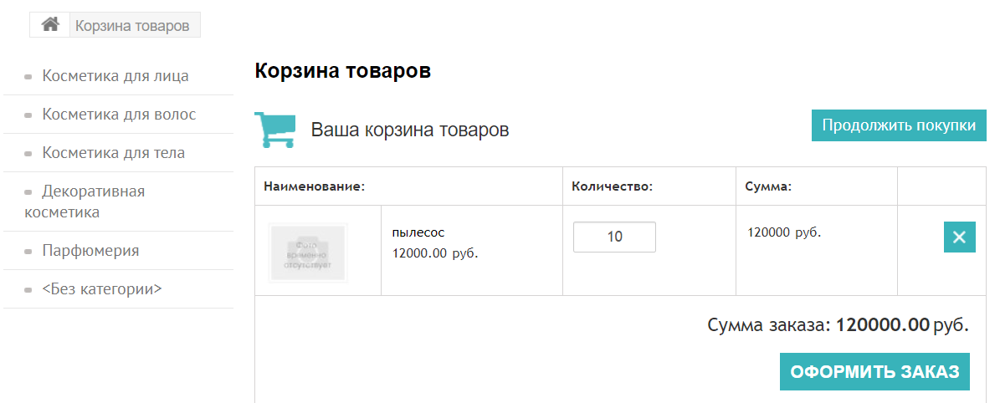 Корзина товаров
Косметика для лица
Косметика для волос
Косметика для тела
Декоративная
косметика
Парфюмерия
<Без категории>
Корзина товаров
Ваша корзина товаров
Продолжить покупки
Наименование:
Количество:
Сумма:
Фото
временно
отсутствует
пылесос
12000.00 руб.
10
120000 руб.
Сумма заказа: 120000.00 руб.
ОФОРМИТЬ ЗАКАЗ